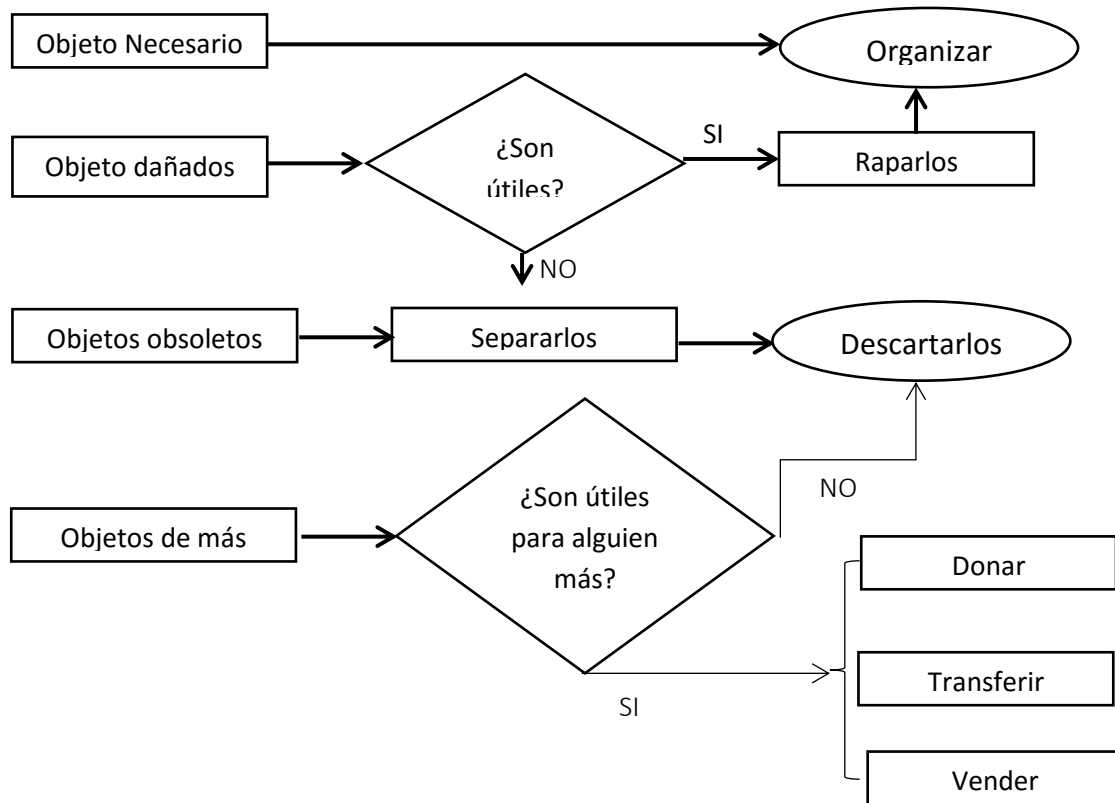 Objeto Necesario
Organizar
Objeto dañados
¿Son
útiles?
SI
Raparlos
NO
Objetos obsoletos
Separarlos
Descartarlos
Objetos de más
¿Son útiles
para alguien
más?
NO
SI
Donar
Transferir
Vender